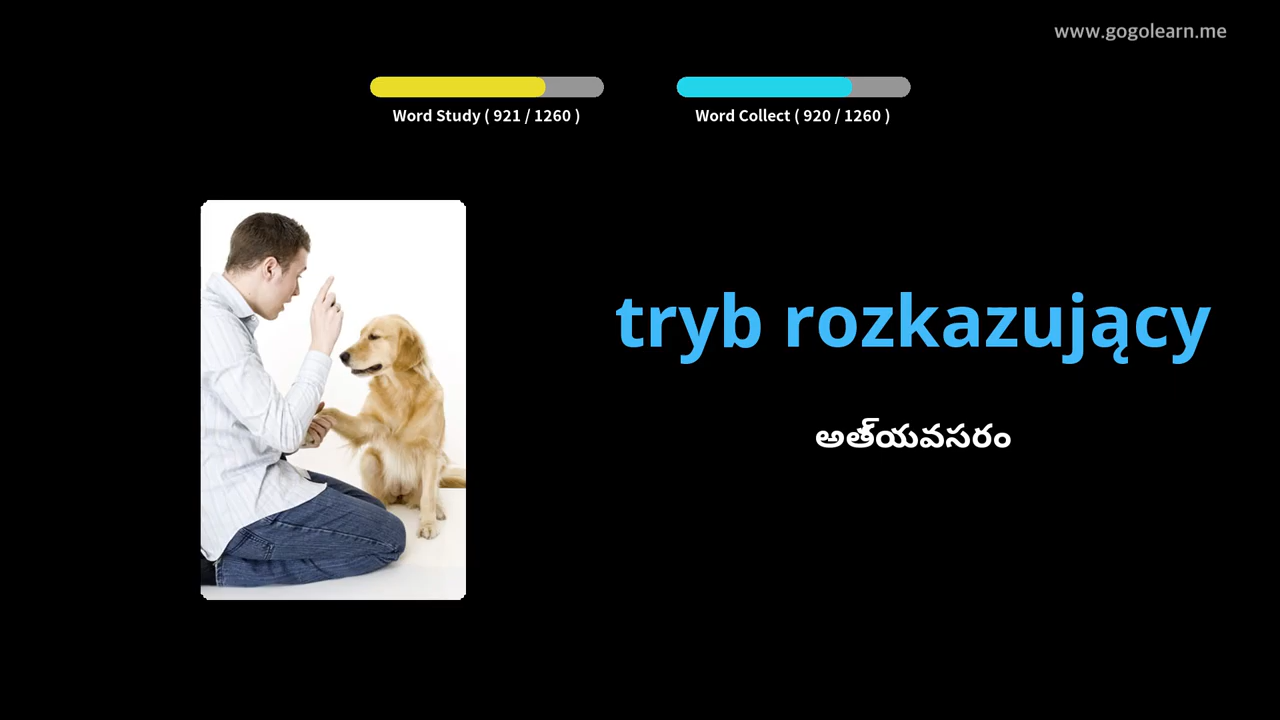 www.gogolearn.me
Word Study ( 921 / 1260 )
Word Collect ( 920 / 1260 )
tryb rozkazujący
అత్యవసరం